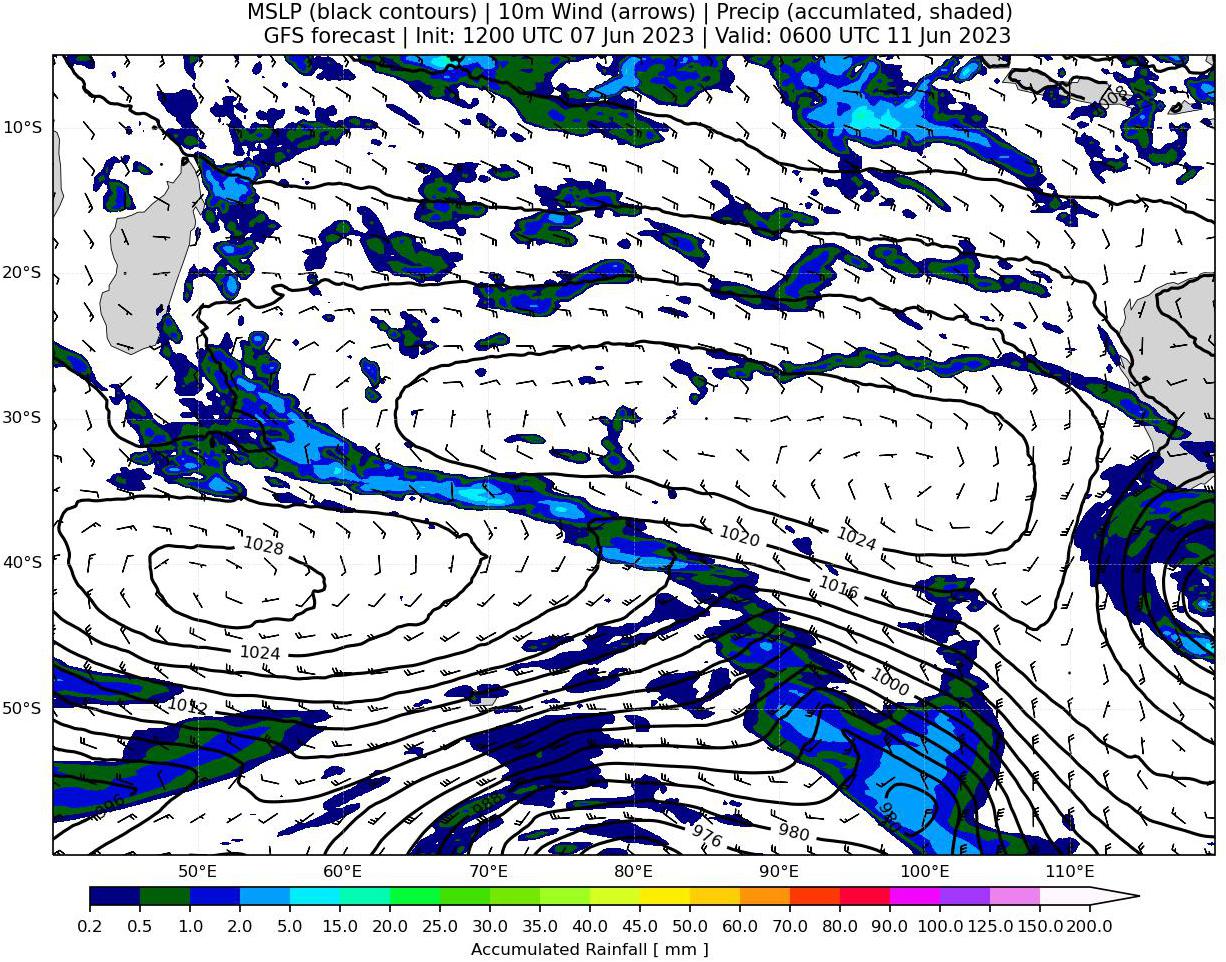 MSLP (black contours) | 10m Wind (arrows) | Precip (accumlated, shaded)
GFS forecast | Init: 1200 UTC 07 Jun 2023 | Valid: 0600 UTC 11 Jun 2023
10°S
20°S
30°S
40°S
50°S
1028
1020
1024
1016
1024
1000
1012
996
988
980
976
980
50°E
60°E
70°E
80°E
90°E
100°E
110°E
0.2 0.5 1.0 2.0 5.0 15.0 20.0 25.0 30.0 35.0 40.0 45.0 50.0 60.0 70.0 80.0 90.0 100.0 125.0 150.0 200.0
Accumulated Rainfall [ mm ]